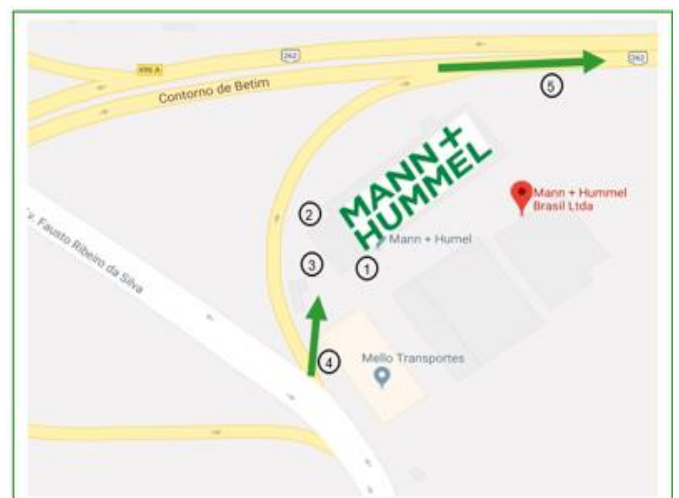 262
262
496 A
5
Contorno de Betim
MANN+
HUMMEL
Mann + Hummel
Brasil Ltda
2
Mann + Humel
3
1
Av. Fausto Ribeiro da Silva
4
Mello Transportes